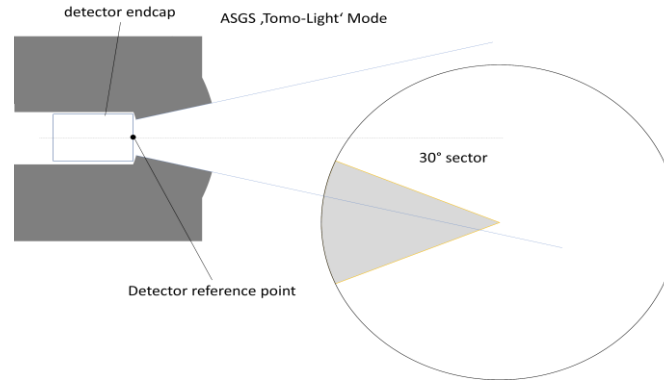 detector endcap
ASGS ‚Tomo-Light‘ Mode
30° sector
Detector reference point